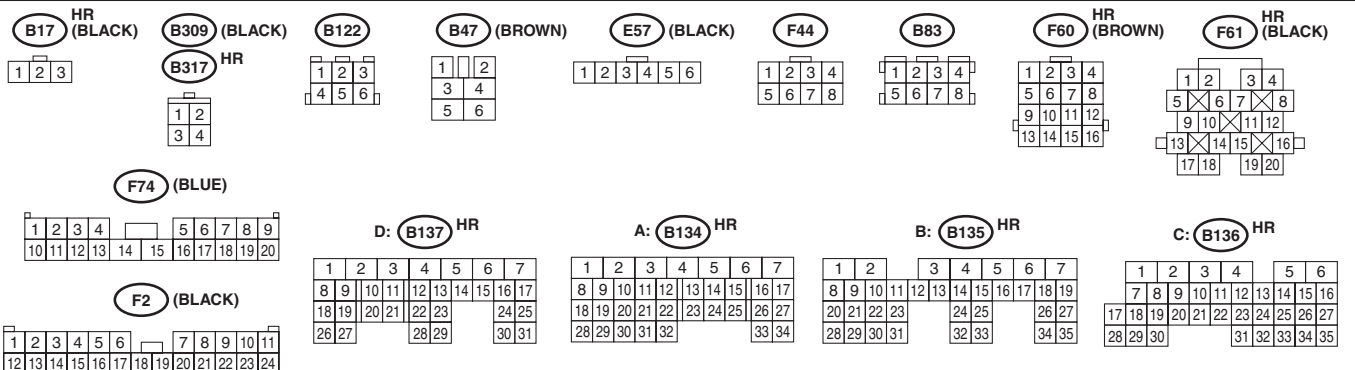 B17 HR (BLACK)
B309 (BLACK)
B317 HR
B122
B47 (BROWN)
E57 (BLACK)
F44
B83
F60 HR (BROWN)
F61 HR (BLACK)
1 2 3
1 2
3 4
1 2 3
4 5 6
1 2
3 4
5 6
1 2 3 4 5 6
1 2 3 4
5 6 7 8
1 2 3 4
5 6 7 8
1 2 3 4
5 6 7 8
9 10 11 12
13 14 15 16
1 2 3 4
5 6 7 8
9 10 11 12
13 14 15 16
17 18 19 20
F74 (BLUE)
1 2 3 4 5 6 7 8 9
10 11 12 13 14 15 16 17 18 19 20
F2 (BLACK)
1 2 3 4 5 6 7 8 9 10 11
12 13 14 15 16 17 18 19 20 21 22 23 24
D: B137 HR
1 2 3 4 5 6 7
8 9 10 11 12 13 14 15 16 17
18 19 20 21 22 23 24 25
26 27 28 29 30 31
A: B134 HR
1 2 3 4 5 6 7
8 9 10 11 12 13 14 15 16 17
18 19 20 21 22 23 24 25 26 27
28 29 30 31 32 33 34
B: B135 HR
1 2 3 4 5 6 7
8 9 10 11 12 13 14 15 16 17 18 19
20 21 22 23 24 25 26 27
28 29 30 31 32 33 34 35
C: B136 HR
1 2 3 4 5 6
7 8 9 10 11 12 13 14 15 16
17 18 19 20 21 22 23 24 25 26 27
28 29 30 31 32 33 34 35